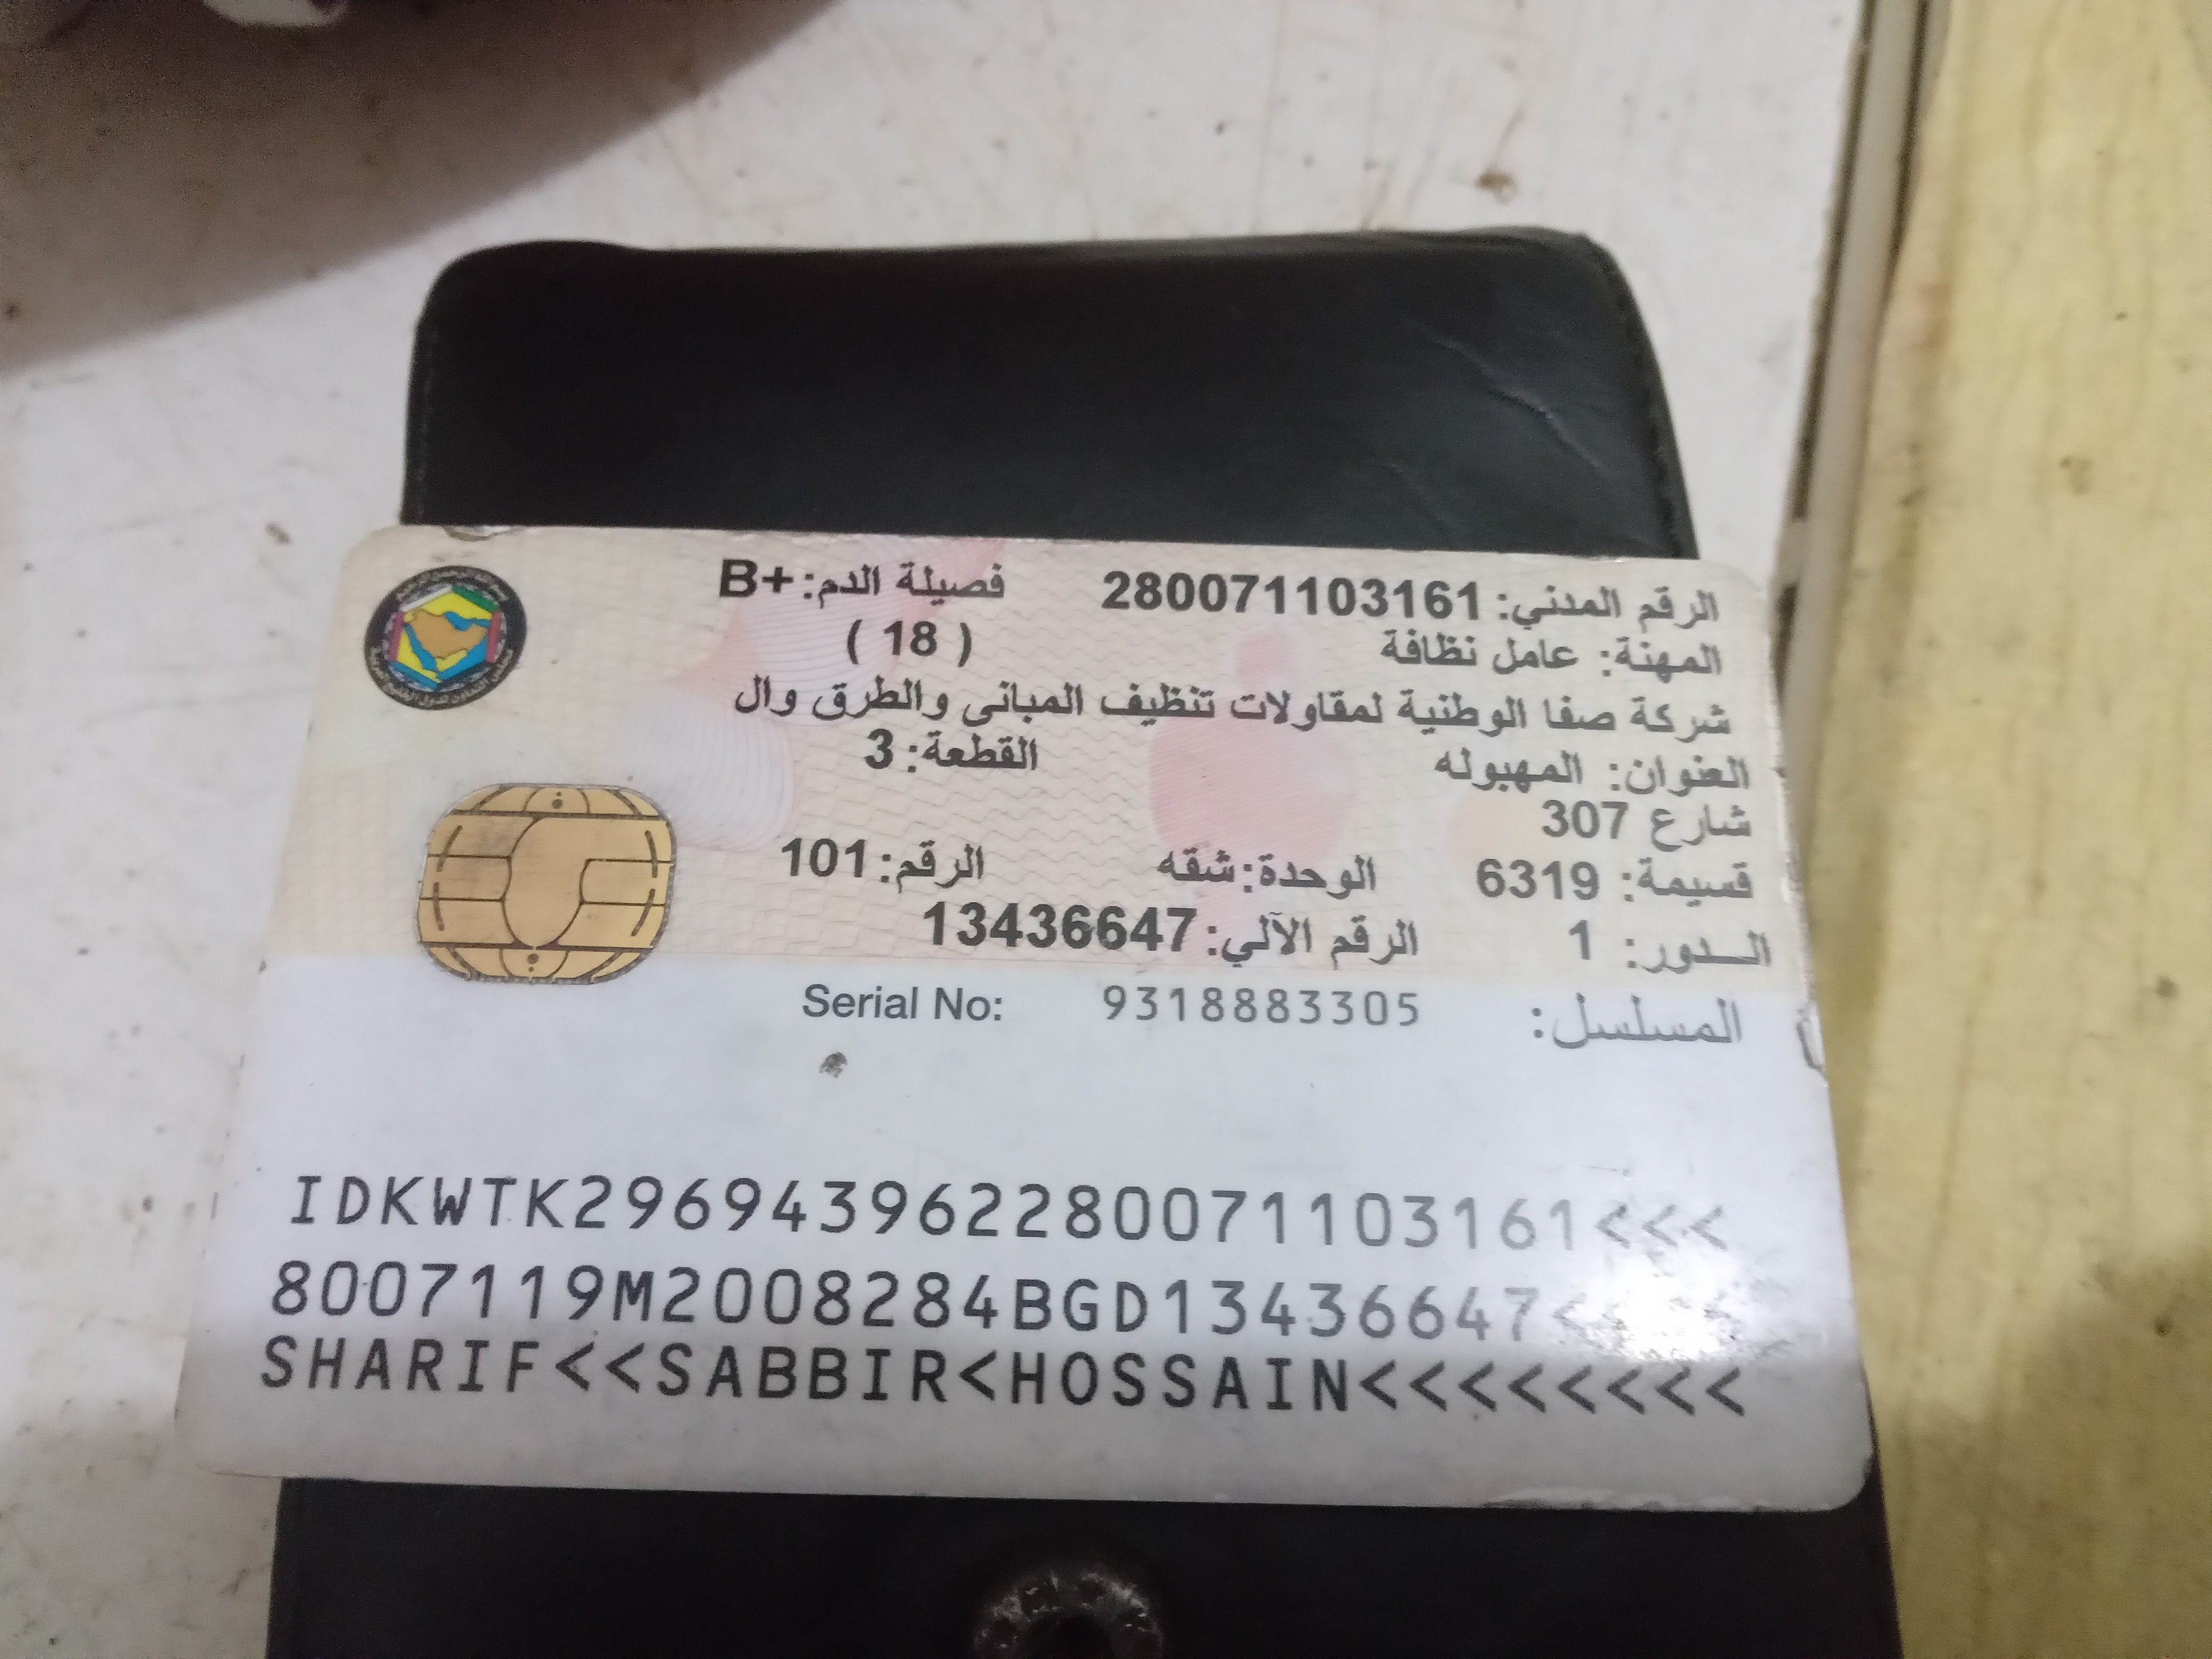 الرقم المدني: 280071103161 فصيلة الدم: B+
المهنة: عامل نظافة ( 18 )
شركة صفا الوطنية لمقاولات تنظيف المباني والطرق وال
العنوان: المهبوله القطعة: 3
شارع 307
قسيمة: 6319 الوحدة: شقه الرقم: 101
الـدور: 1 الرقم الآلي: 13436647
Serial No: 9318883305 المسلسل:
IDKWTK2969439622280071103161<<<
8007119M2008284BGD13436647<
SHARIF<<SABBIR<HOSSAIN<<<<<<<<